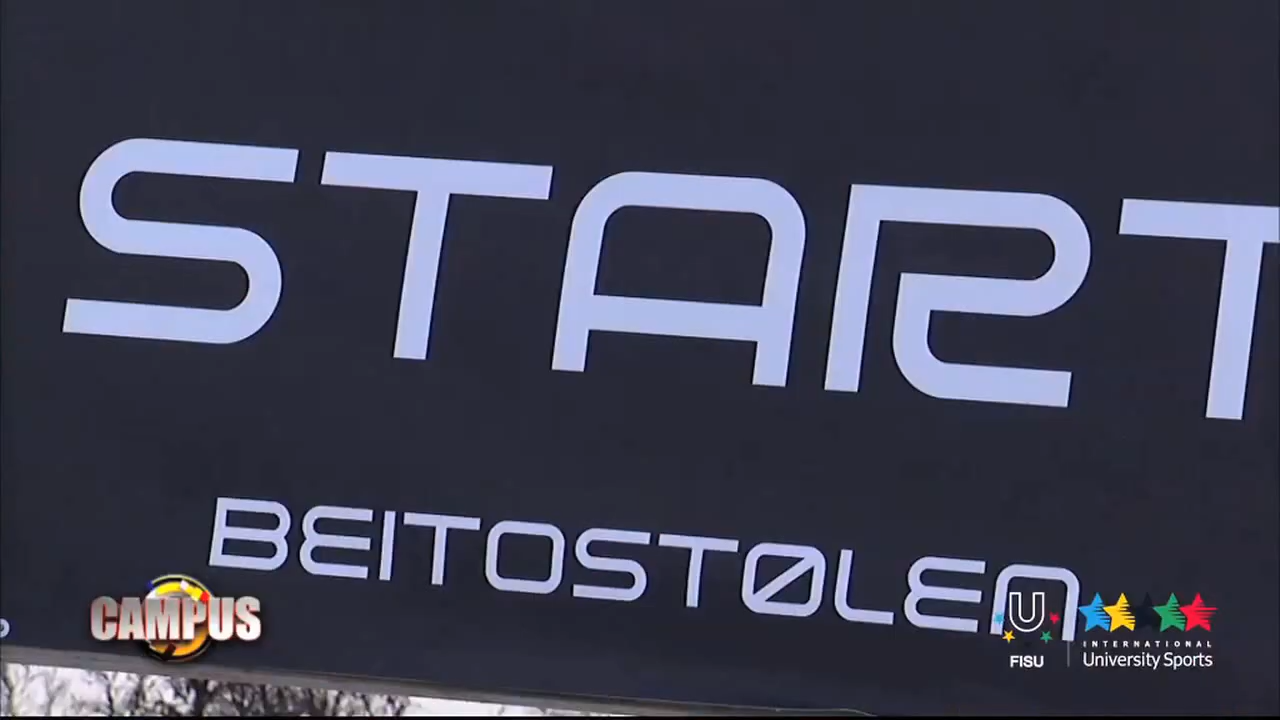 START
BEITOSTØLEN
CAMPUS
FISU
INTERNATIONAL
University Sports